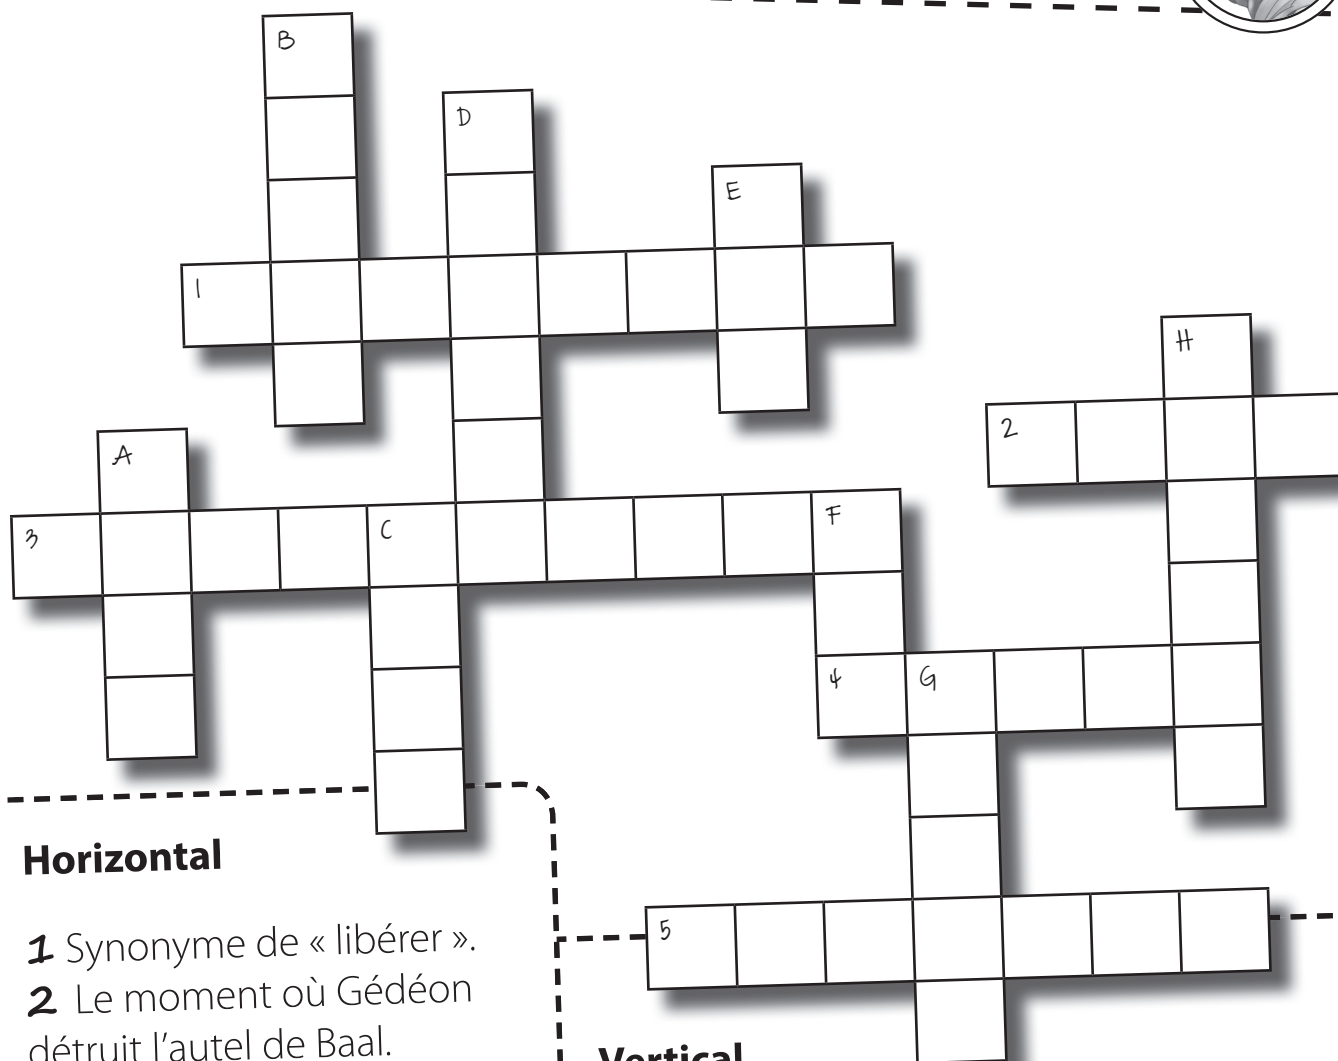 B
D
E
1
H
2
A
3
C
F
4
G
5
Horizontal
1 Synonyme de « libérer ».
2 Le moment où Gédéon
détruit l'autel de Baal.
Vertical